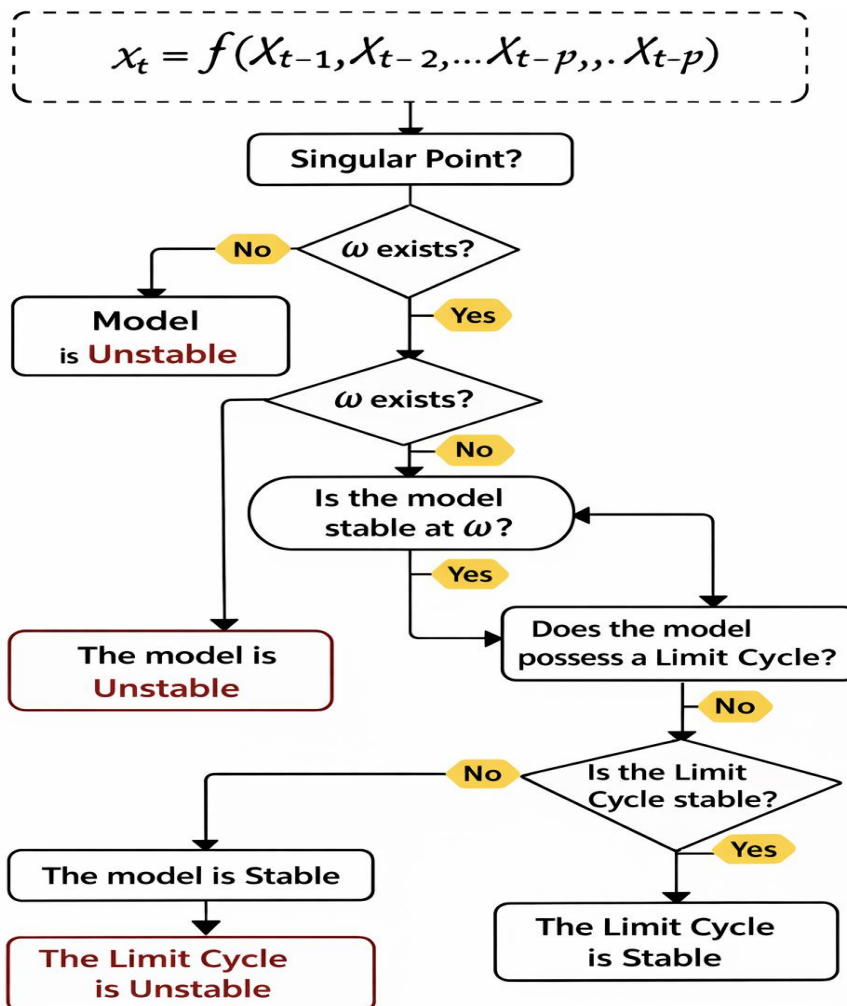 x_t = f(X_{t-1}, X_{t-2},... X_{t-p},,. X_{t-p})
Singular Point?
ω exists?
No
Model
is Unstable
Yes
ω exists?
No
Is the model
stable at ω?
Yes
Does the model
possess a Limit Cycle?
The model is
Unstable
No
Is the Limit
Cycle stable?
No
Yes
The model is Stable
The Limit Cycle
is Stable
The Limit Cycle
is Unstable